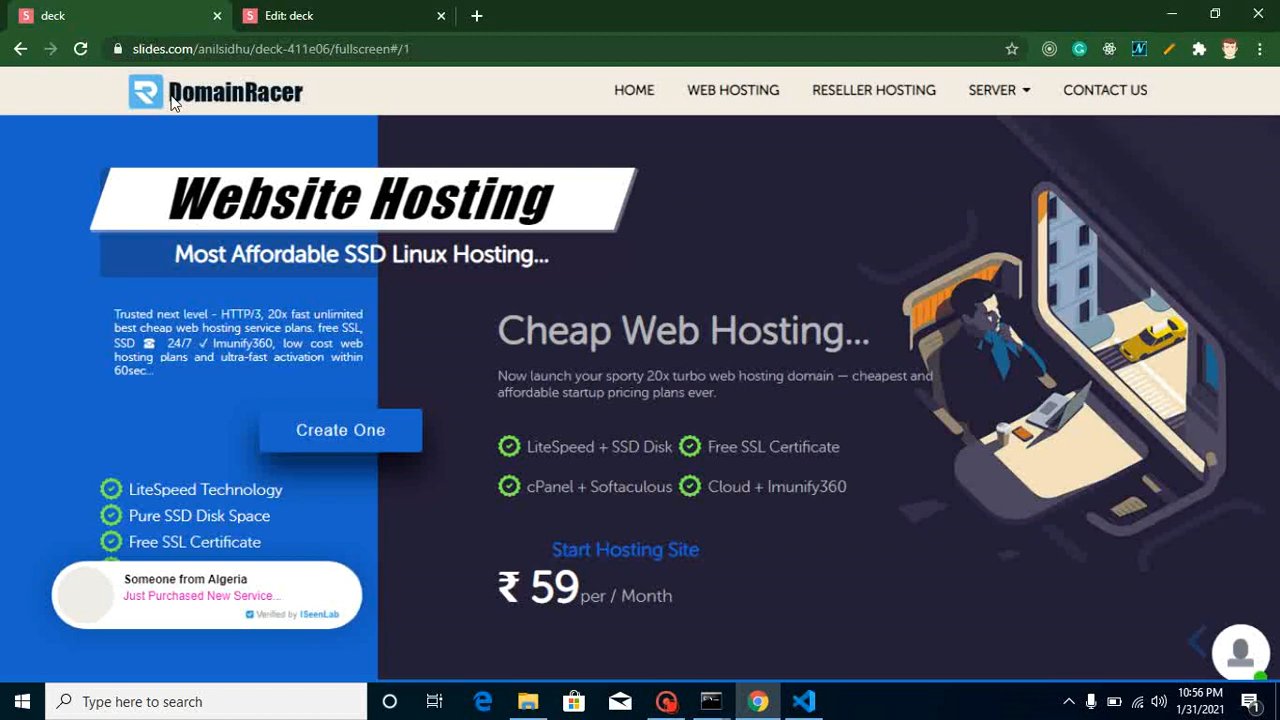 deck
Edit: deck
slides.com/anilsidhu/deck-411e06/fullscreen#/1
DomainRacer
HOME
WEB HOSTING
RESELLER HOSTING
SERVER
CONTACT US
Website Hosting
Most Affordable SSD Linux Hosting...
Trusted next level - HTTP/3, 20x fast unlimited
best cheap web hosting service plans. free SSL,
SSD ☎ 24/7 ✓ Imunify360, low cost web
hosting plans and ultra-fast activation within
60sec...
Create One
LiteSpeed Technology
Pure SSD Disk Space
Free SSL Certificate
Someone from Algeria
Just Purchased New Service...
Verified by ISeenLab
Cheap Web Hosting...
Now launch your sporty 20x turbo web hosting domain — cheapest and
affordable startup pricing plans ever.
LiteSpeed + SSD Disk
Free SSL Certificate
cPanel + Softaculous
Cloud + Imunify360
Start Hosting Site
₹ 59 per / Month
Type here to search
10:56 PM
1/31/2021